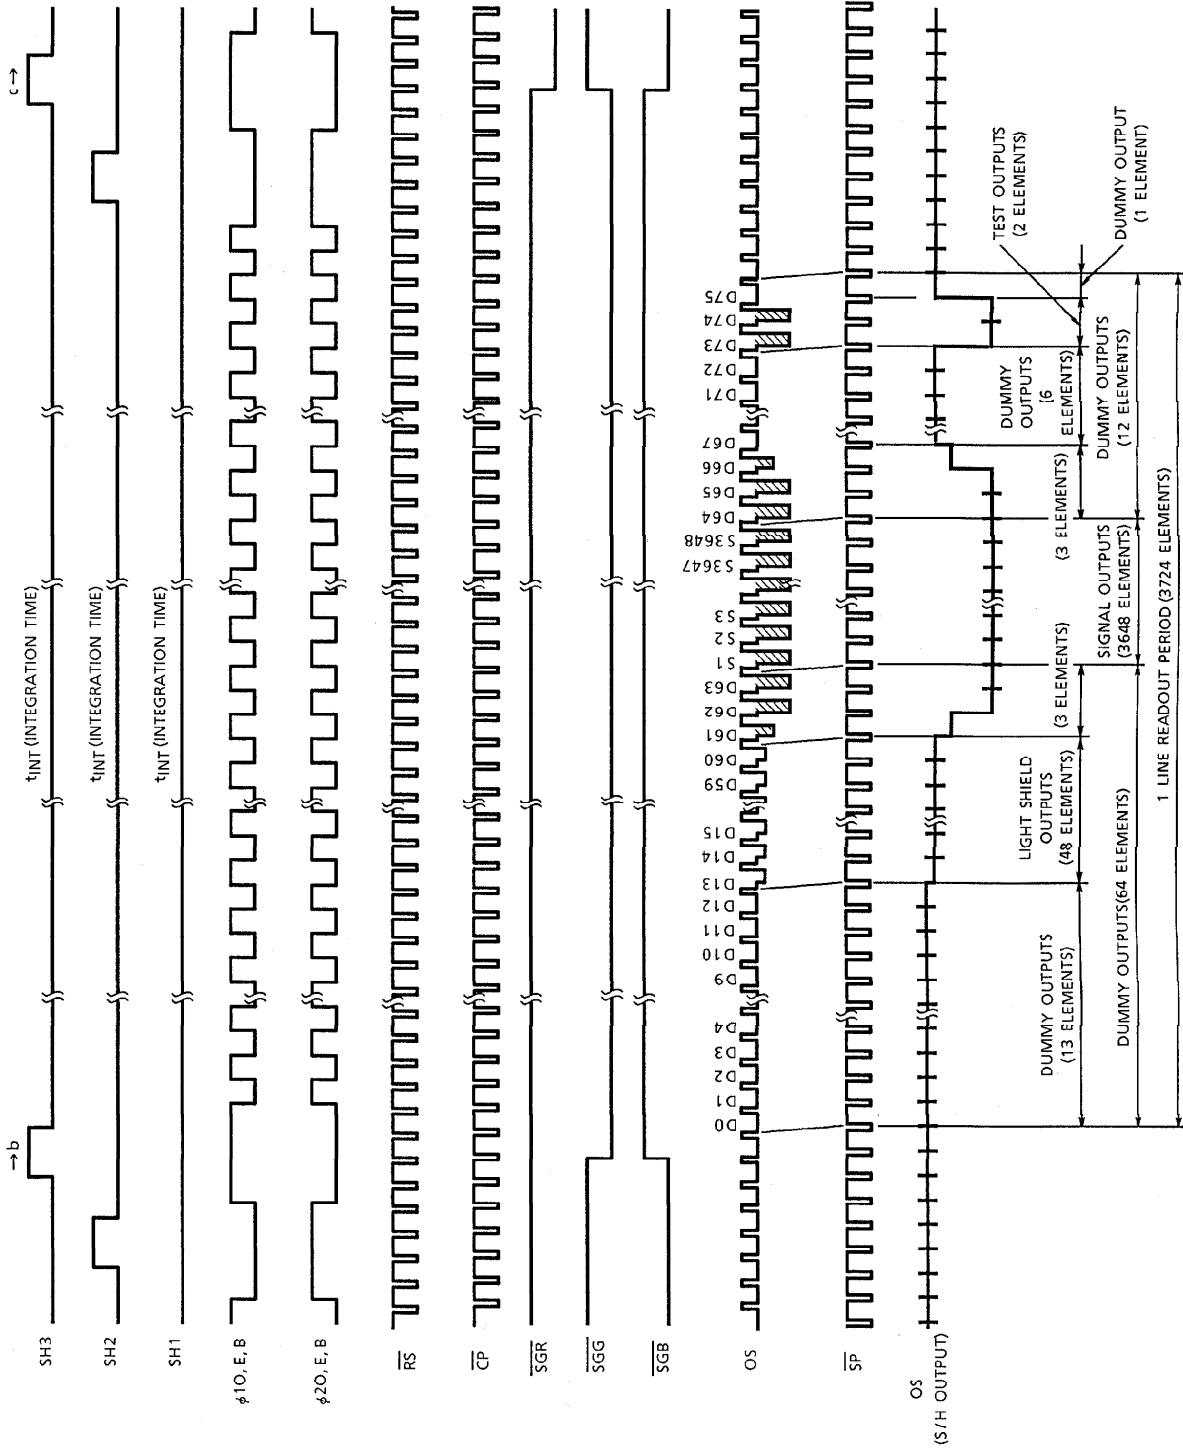 →b
c→
SH3
tINT (INTEGRATION TIME)
SH2
tINT (INTEGRATION TIME)
SH1
tINT (INTEGRATION TIME)
φ1O, E, B
φ2O, E, B
RS
CP
SGR
SGG
SGB
OS
D0
D1
D2
D3
D4
D9
D10
D11
D12
D13
D14
D15
D59
D60
D61
D62
D63
S1
S2
S3
S3647
S3648
D64
D65
D66
D67
D71
D72
D73
D74
D75
SP
OS
(S/H OUTPUT)
DUMMY OUTPUTS
(13 ELEMENTS)
LIGHT SHIELD
OUTPUTS
(48 ELEMENTS)
(3 ELEMENTS)
(3 ELEMENTS)
DUMMY
OUTPUTS
(6
ELEMENTS)
TEST OUTPUTS
(2 ELEMENTS)
DUMMY OUTPUT
(1 ELEMENT)
DUMMY OUTPUTS(64 ELEMENTS)
SIGNAL OUTPUTS
(3648 ELEMENTS)
DUMMY OUTPUTS
(12 ELEMENTS)
1 LINE READOUT PERIOD (3724 ELEMENTS)